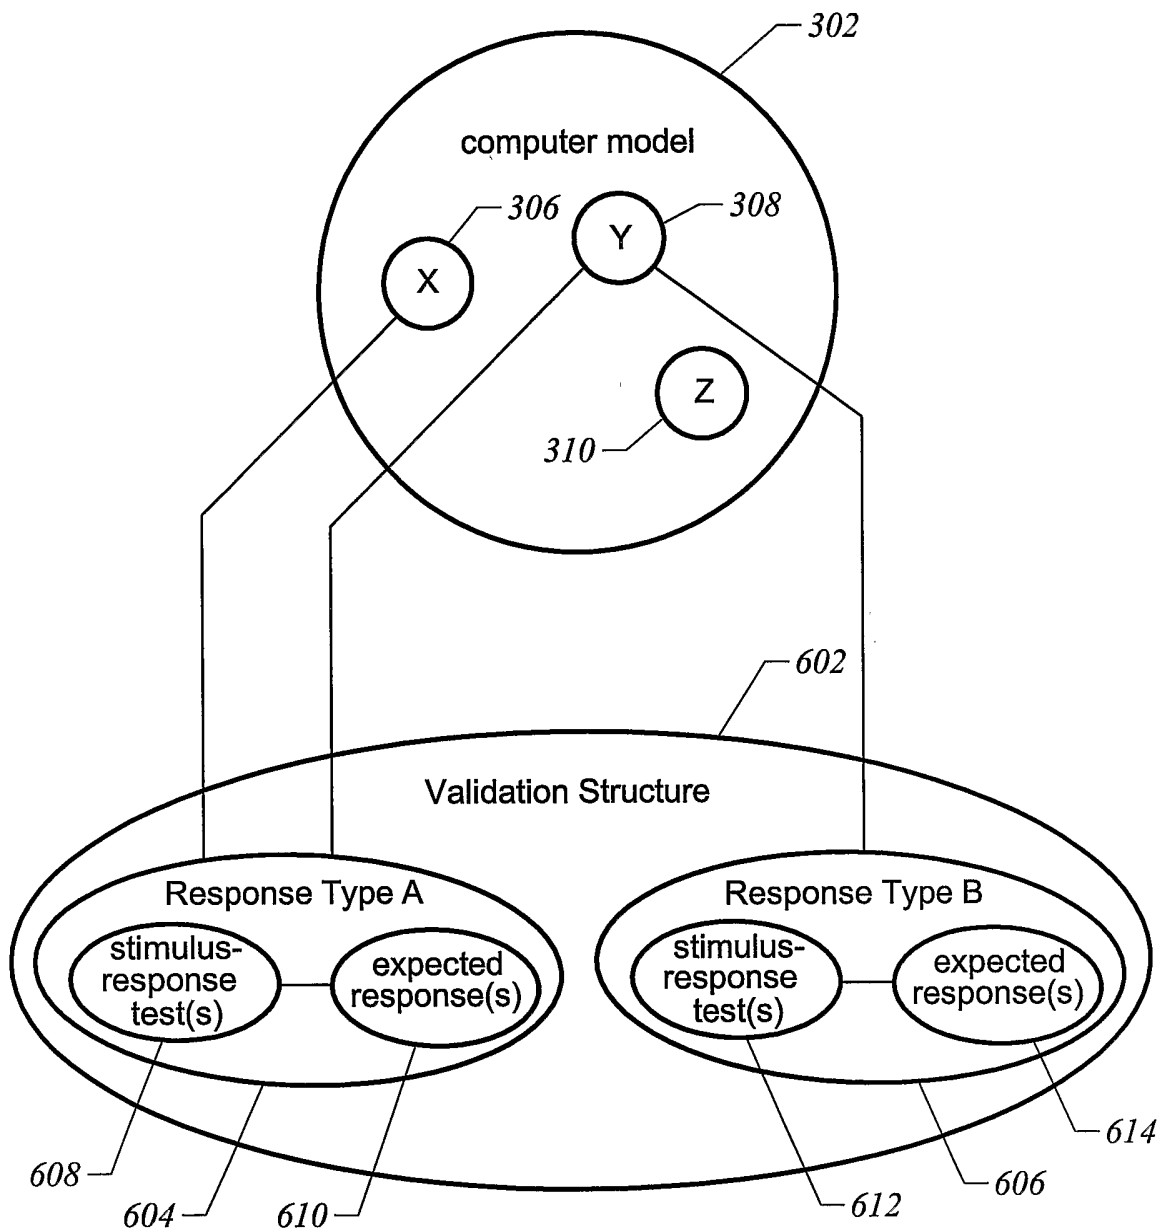 302
computer model
306
Y
308
X
Z
310
602
Validation Structure
Response Type A
stimulus-
response
test(s)
expected
response(s)
Response Type B
stimulus-
response
test(s)
expected
response(s)
608
604
610
612
606
614